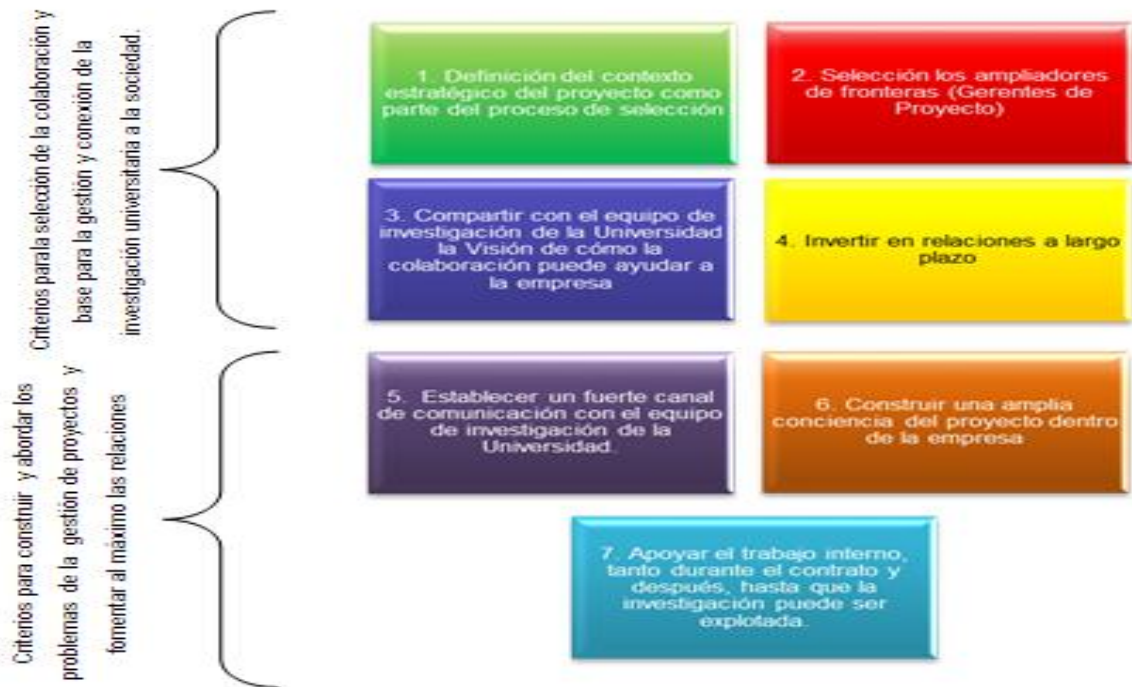 Criterios parala selección de la colaboración y
base para la gestión y conexión de la
investigación universitaria a la sociedad.
1. Definición del contexto
estratégico del proyecto como
parte del proceso de selección
2. Selección los ampliadores
de fronteras (Gerentes de
Proyecto)
3. Compartir con el equipo de
investigación de la Universidad
la Visión de cómo la
colaboración puede ayudar a
la empresa
4. Invertir en relaciones a largo
plazo
Criterios para construir y abordar los
problemas de la gestión de proyectos y
fomentar al máximo las relaciones
5. Establecer un fuerte canal
de comunicación con el equipo
de investigación de la
Universidad.
6. Construir una amplia
conciencia del proyecto dentro
de la empresa
7. Apoyar el trabajo interno,
tanto durante el contrato y
después, hasta que la
investigación puede ser
explotada.